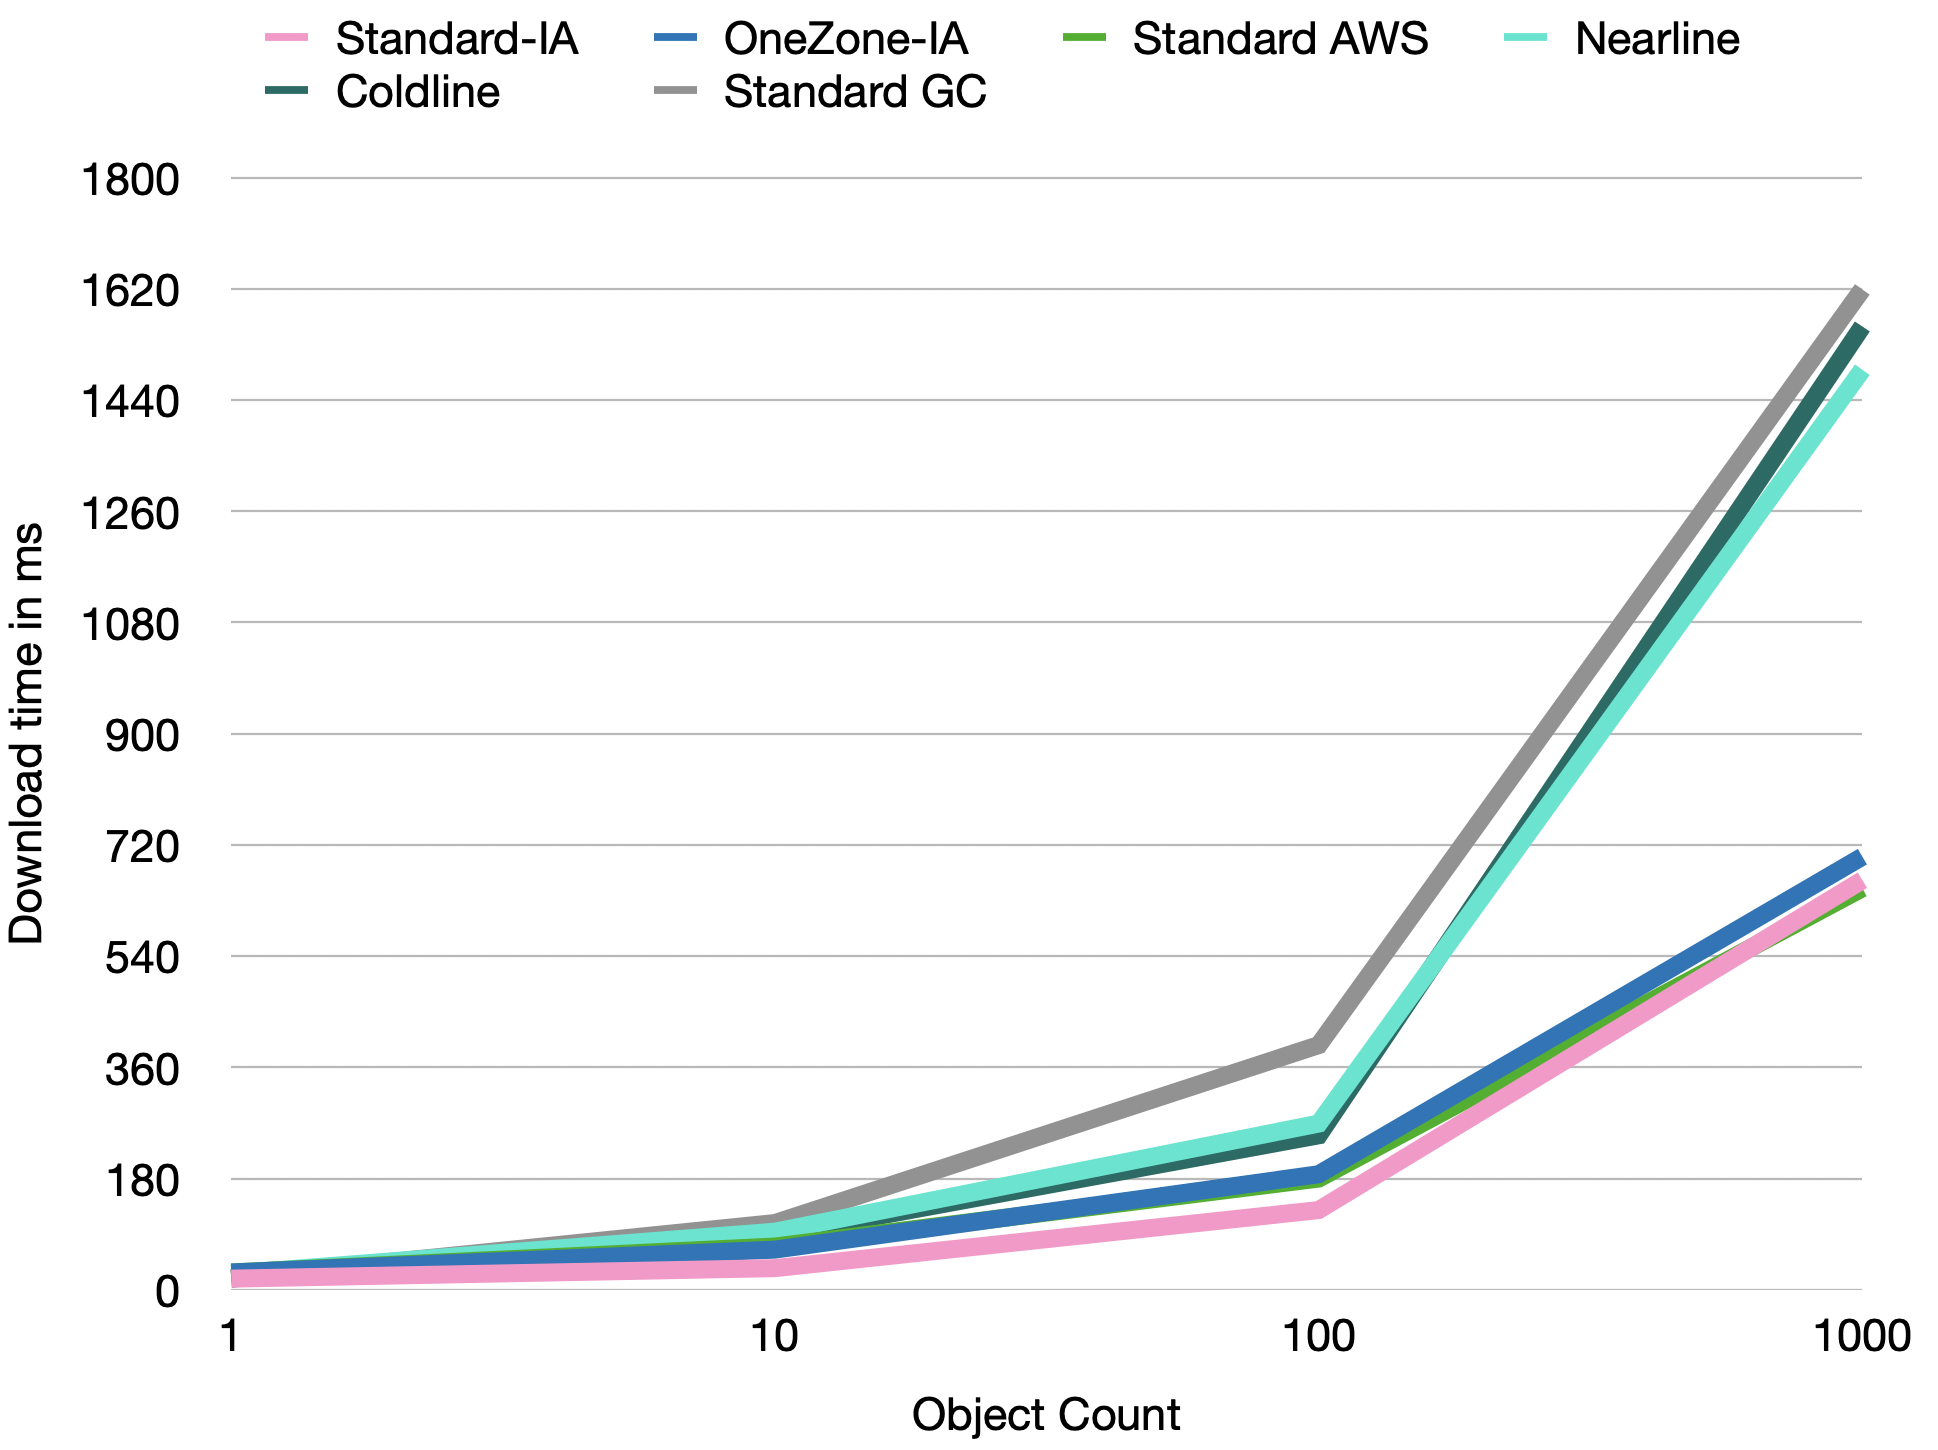 Standard-IA OneZone-IA Standard AWS Nearline
Coldline Standard GC
1800
1620
1440
1260
1080
900
720
540
360
180
0
Download time in ms
1 10 100 1000
Object Count